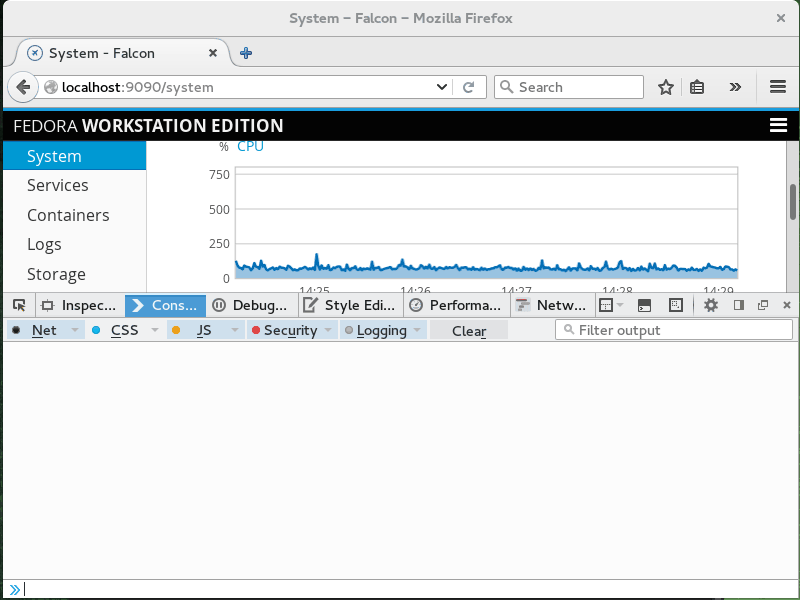 System – Falcon – Mozilla Firefox
System - Falcon
localhost:9090/system
Search
FEDORA WORKSTATION EDITION
System
Services
Containers
Logs
Storage
% CPU
750
500
250
0
14:25 14:26 14:27 14:28 14:29
Inspec... Cons... Debug... Style Edi... Performa... Netw...
Net CSS JS Security Logging Clear Filter output